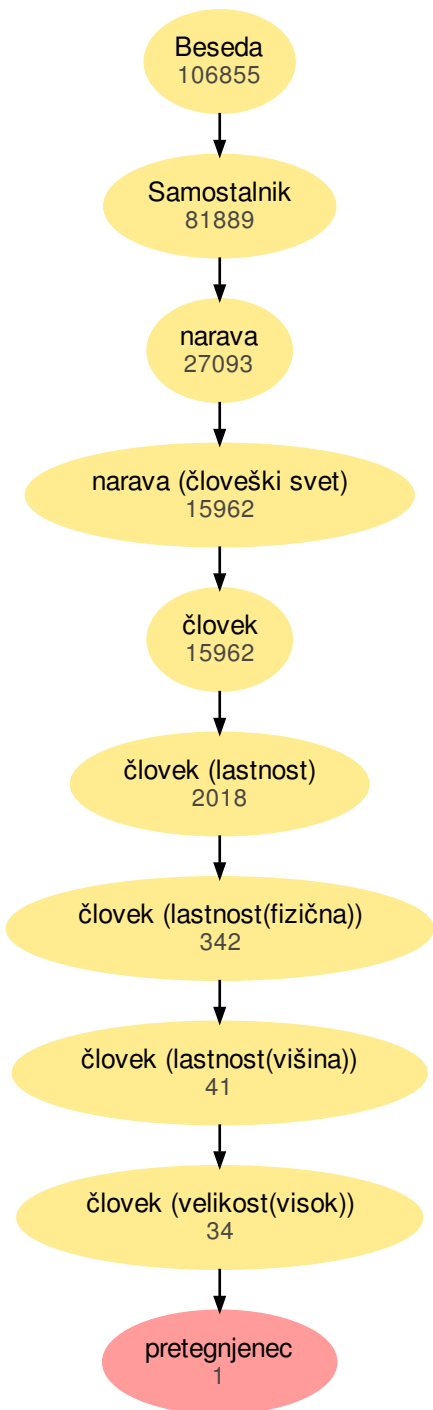 Beseda
106855
Samostalnik
81889
narava
27093
narava (človeški svet)
15962
človek
15962
človek (lastnost)
2018
človek (lastnost(fizična))
342
človek (lastnost(višina))
41
človek (velikost(visok))
34
pretegnjenec
1